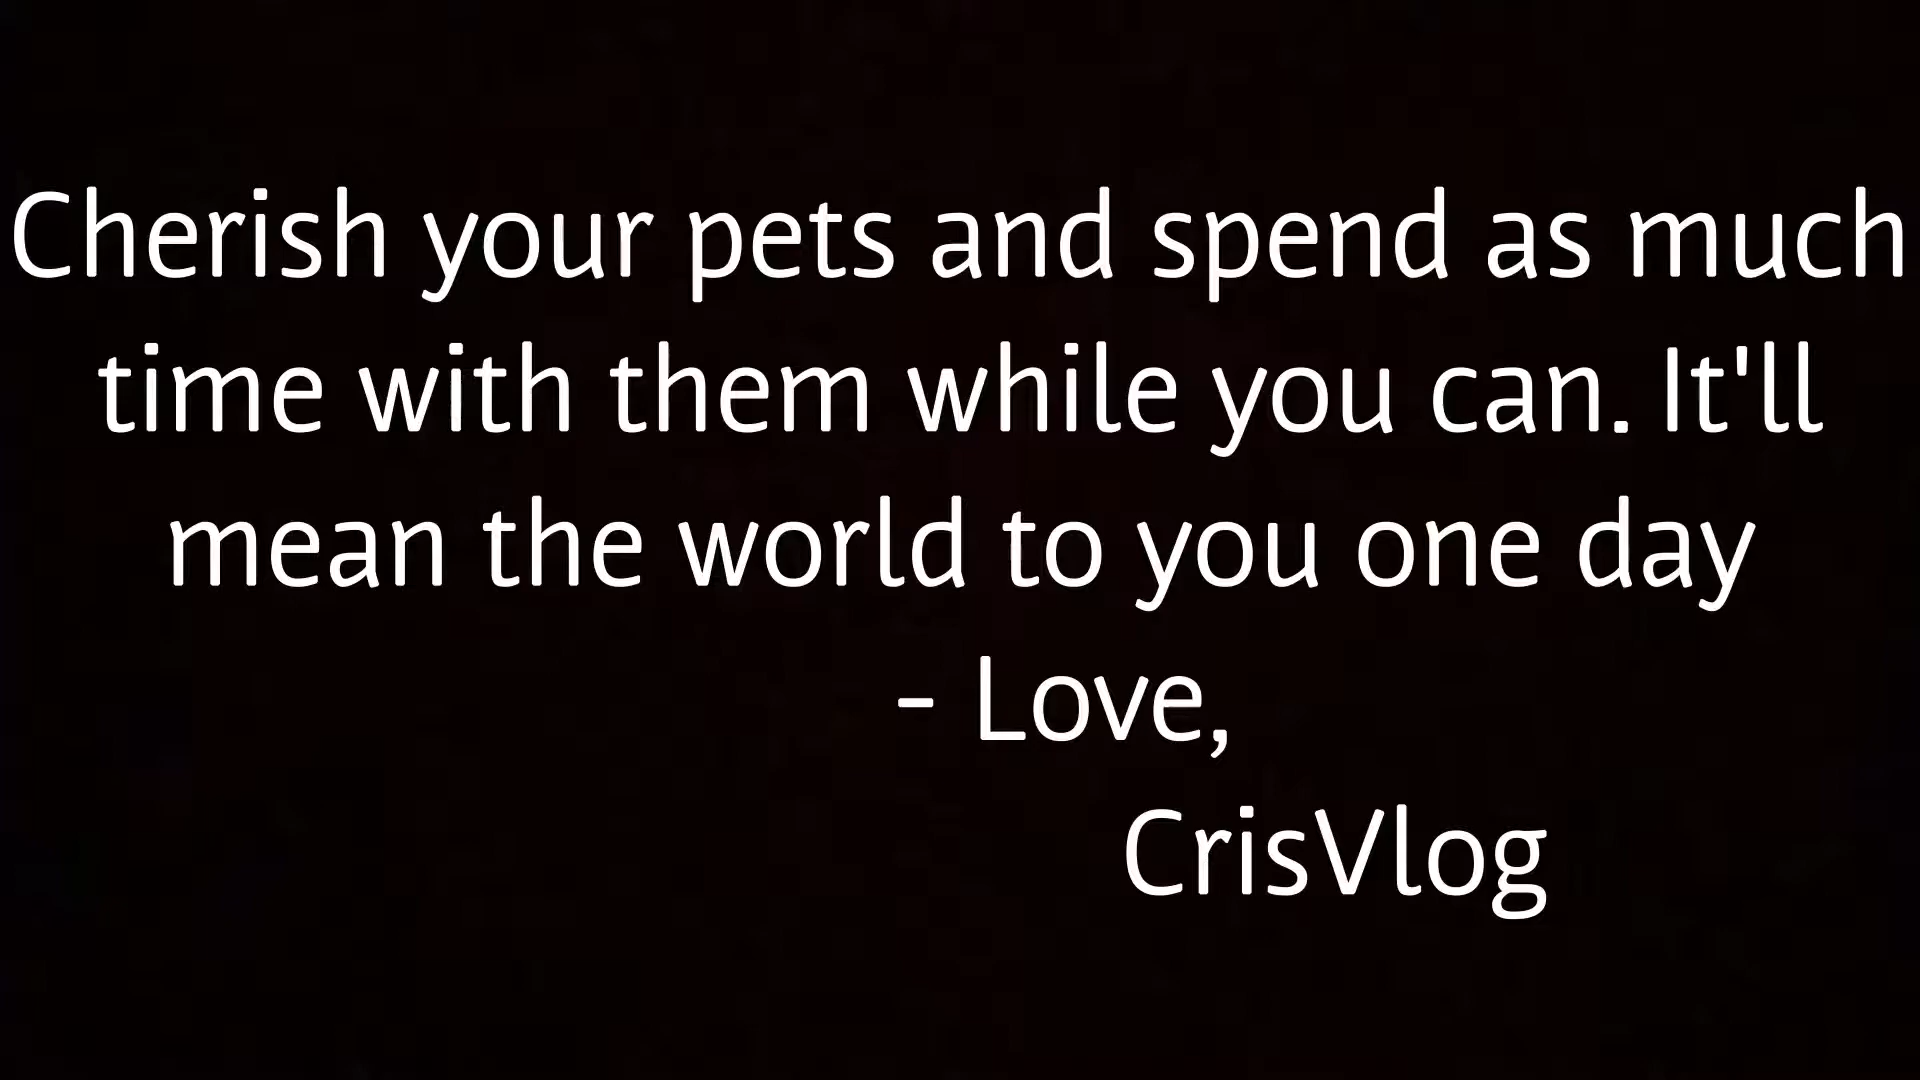 Cherish your pets and spend as much
time with them while you can. It'll
mean the world to you one day
- Love,
CrisVlog